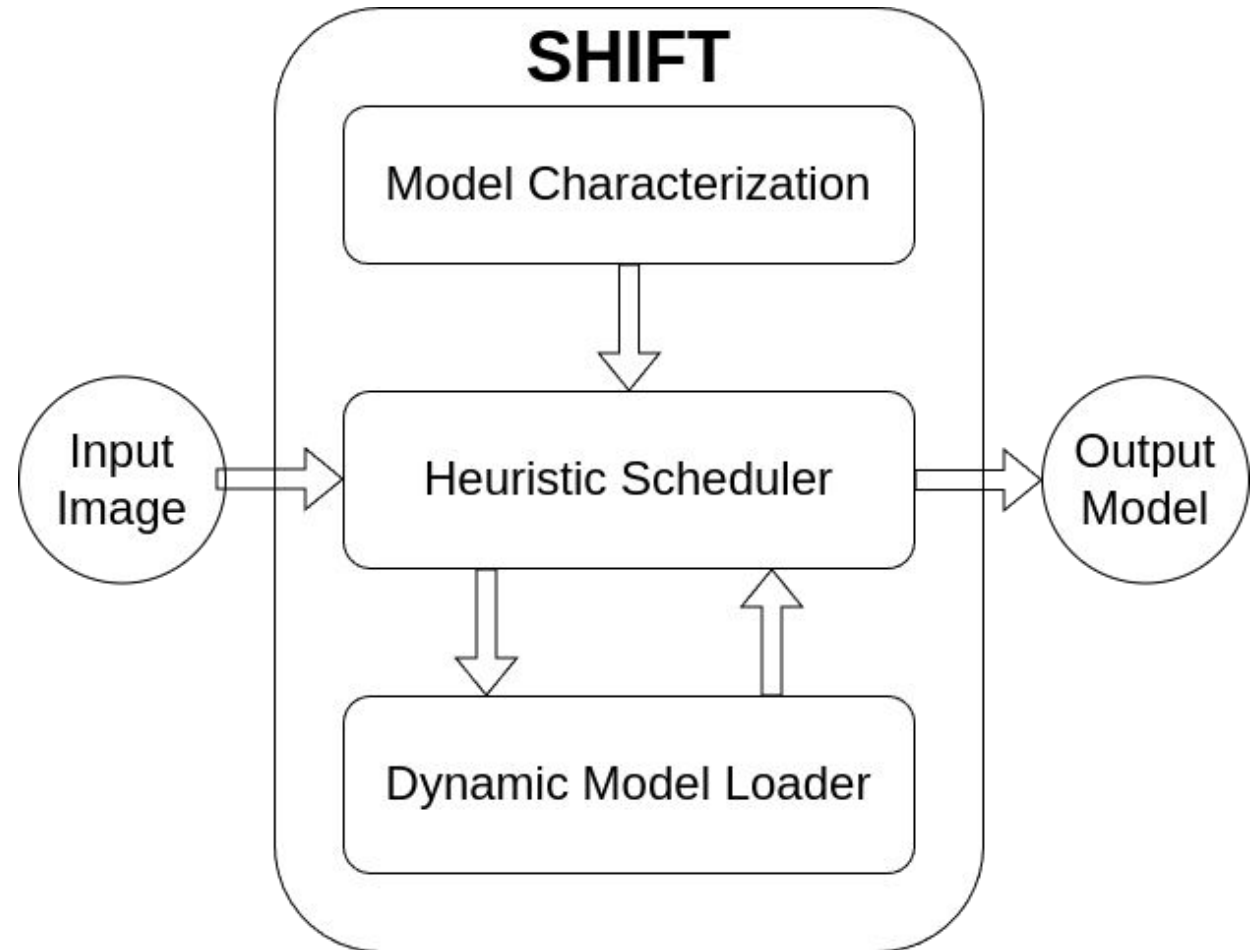 SHIFT
Model Characterization
Input
Image
Heuristic Scheduler
Output
Model
Dynamic Model Loader